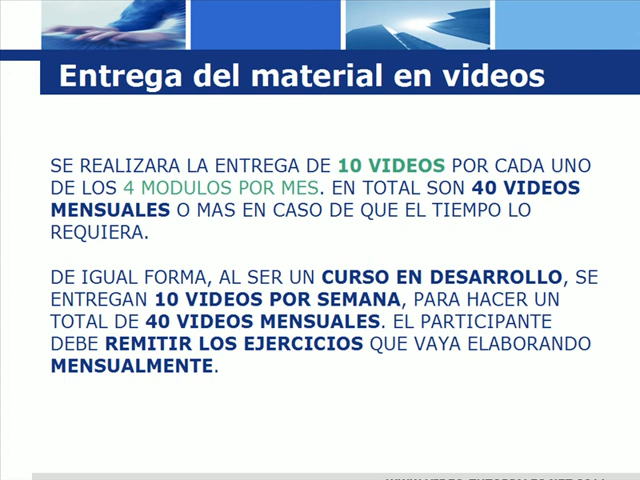 Entrega del material en videos
SE REALIZARA LA ENTREGA DE 10 VIDEOS POR CADA UNO
DE LOS 4 MODULOS POR MES. EN TOTAL SON 40 VIDEOS
MENSUALES O MAS EN CASO DE QUE EL TIEMPO LO
REQUIERA.
DE IGUAL FORMA, AL SER UN CURSO EN DESARROLLO, SE
ENTREGAN 10 VIDEOS POR SEMANA, PARA HACER UN
TOTAL DE 40 VIDEOS MENSUALES. EL PARTICIPANTE
DEBE REMITIR LOS EJERCICIOS QUE VAYA ELABORANDO
MENSUALMENTE.